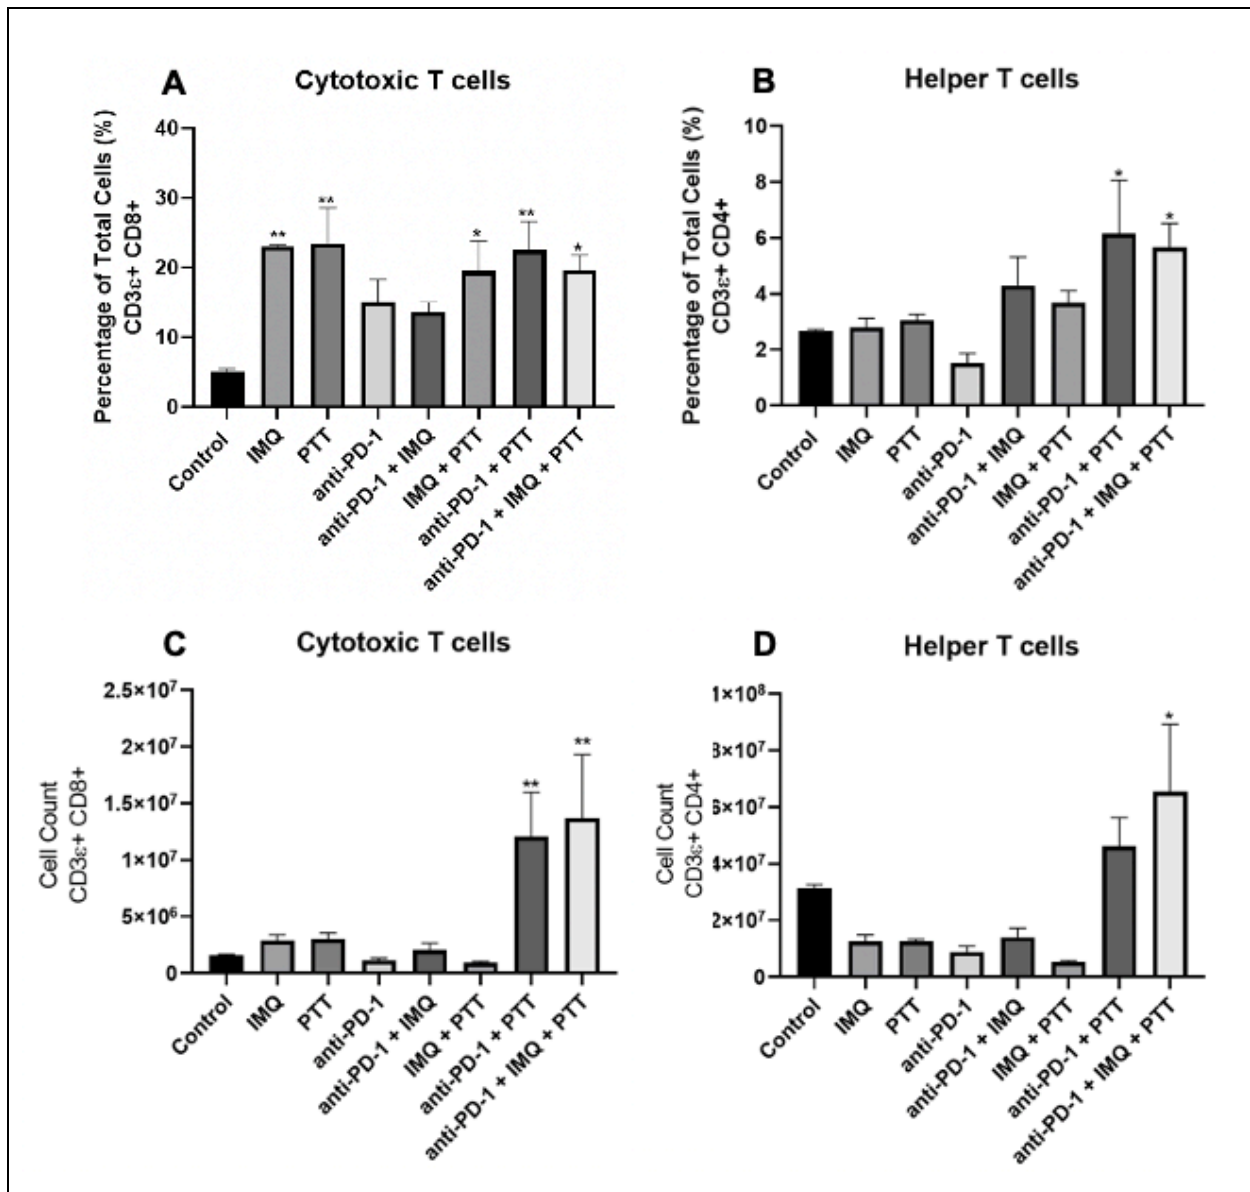 A Cytotoxic T cells
Percentage of Total Cells (%)
CD3ε+ CD8+
40
30
20
10
0
** ** * ** *
Control
IMQ
PTT
anti-PD-1
anti-PD-1 + IMQ
IMQ + PTT
anti-PD-1 + PTT
anti-PD-1 + IMQ + PTT
B Helper T cells
Percentage of Total Cells (%)
CD3ε+ CD4+
10
8
6
4
2
0
* *
Control
IMQ
PTT
anti-PD-1
anti-PD-1 + IMQ
IMQ + PTT
anti-PD-1 + PTT
anti-PD-1 + IMQ + PTT
C Cytotoxic T cells
Cell Count
CD3ε+ CD8+
2.5×10⁷
2×10⁷
1.5×10⁷
1×10⁷
5×10⁶
0
** **
Control
IMQ
PTT
anti-PD-1
anti-PD-1 + IMQ
IMQ + PTT
anti-PD-1 + PTT
anti-PD-1 + IMQ + PTT
D Helper T cells
Cell Count
CD3ε+ CD4+
1×10⁸
8×10⁷
6×10⁷
4×10⁷
2×10⁷
0
*
Control
IMQ
PTT
anti-PD-1
anti-PD-1 + IMQ
IMQ + PTT
anti-PD-1 + PTT
anti-PD-1 + IMQ + PTT